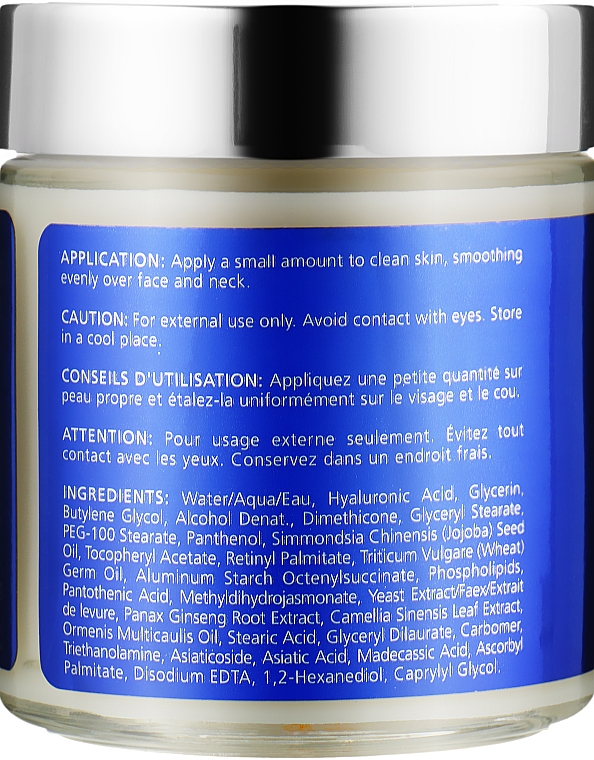 APPLICATION: Apply a small amount to clean skin, smoothing
evenly over face and neck.
CAUTION: For external use only. Avoid contact with eyes. Store
in a cool place.
CONSEILS D'UTILISATION: Appliquez une petite quantité sur
peau propre et étalez-la uniformément sur le visage et le cou.
ATTENTION: Pour usage externe seulement. Évitez tout
contact avec les yeux. Conservez dans un endroit frais.
INGREDIENTS: Water/Aqua/Eau, Hyaluronic Acid, Glycerin,
Butylene Glycol, Alcohol Denat., Dimethicone, Glyceryl Stearate,
PEG-100 Stearate, Panthenol, Simmondsia Chinensis (Jojoba) Seed
Oil, Tocopheryl Acetate, Retinyl Palmitate, Triticum Vulgare (Wheat)
Germ Oil, Aluminum Starch Octenylsuccinate, Phospholipids,
Pantothenic Acid, Methyldihydrojasmonate, Yeast Extract/Faex/Extrait
de levure, Panax Ginseng Root Extract, Camellia Sinensis Leaf Extract,
Ormenis Multicaulis Oil, Stearic Acid, Glyceryl Dilaurate, Carbomer,
Triethanolamine, Asiaticoside, Asiatic Acid, Madecassic Acid, Ascorbyl
Palmitate, Disodium EDTA, 1,2-Hexanediol, Caprylyl Glycol.